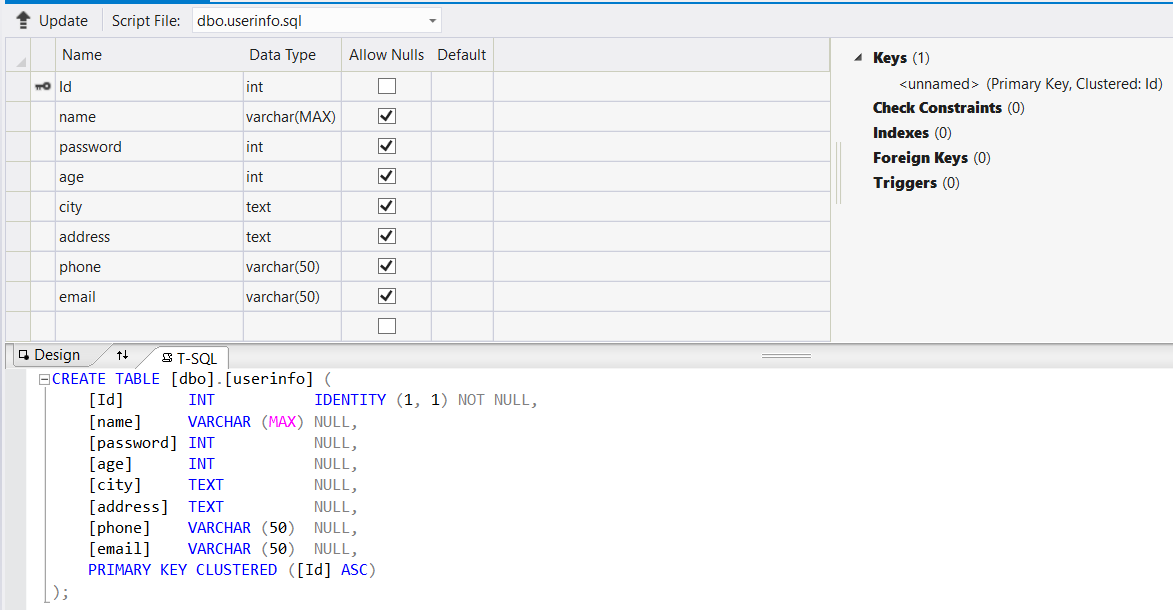 Update Script File: dbo.userinfo.sql
Name Data Type Allow Nulls Default
Id int
name varchar(MAX)
password int
age int
city text
address text
phone varchar(50)
email varchar(50)
Keys (1)
<unnamed> (Primary Key, Clustered: Id)
Check Constraints (0)
Indexes (0)
Foreign Keys (0)
Triggers (0)
Design T-SQL
CREATE TABLE [dbo].[userinfo] (
[Id] INT IDENTITY (1, 1) NOT NULL,
[name] VARCHAR (MAX) NULL,
[password] INT NULL,
[age] INT NULL,
[city] TEXT NULL,
[address] TEXT NULL,
[phone] VARCHAR (50) NULL,
[email] VARCHAR (50) NULL,
PRIMARY KEY CLUSTERED ([Id] ASC)
);